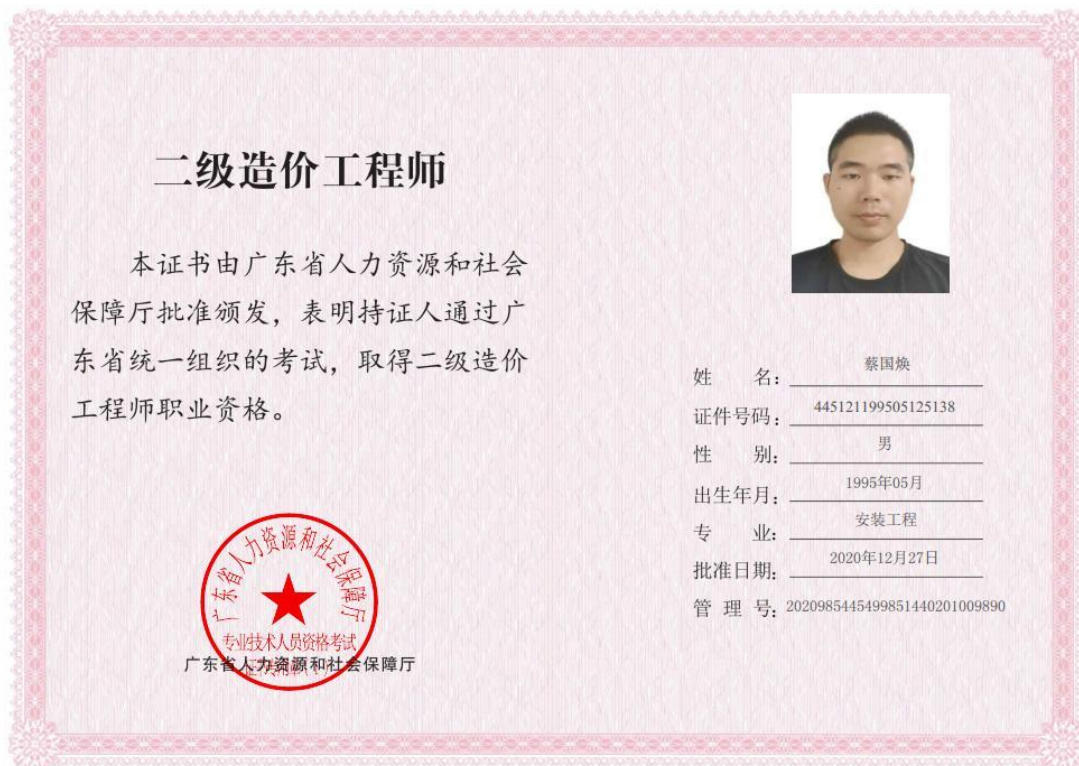 二级造价工程师
本证书由广东省人力资源和社会
保障厅批准颁发，表明持证人通过广
东省统一组织的考试，取得二级造价
工程师职业资格。
广东省人力资源和社会保障厅
专业技术人员资格考试
广东省人力资源和社会保障厅
姓 名：蔡国焕
证件号码：445121199505125138
性 别：男
出生年月：1995年05月
专 业：安装工程
批准日期：2020年12月27日
管 理 号：20209854454998514402010098​90